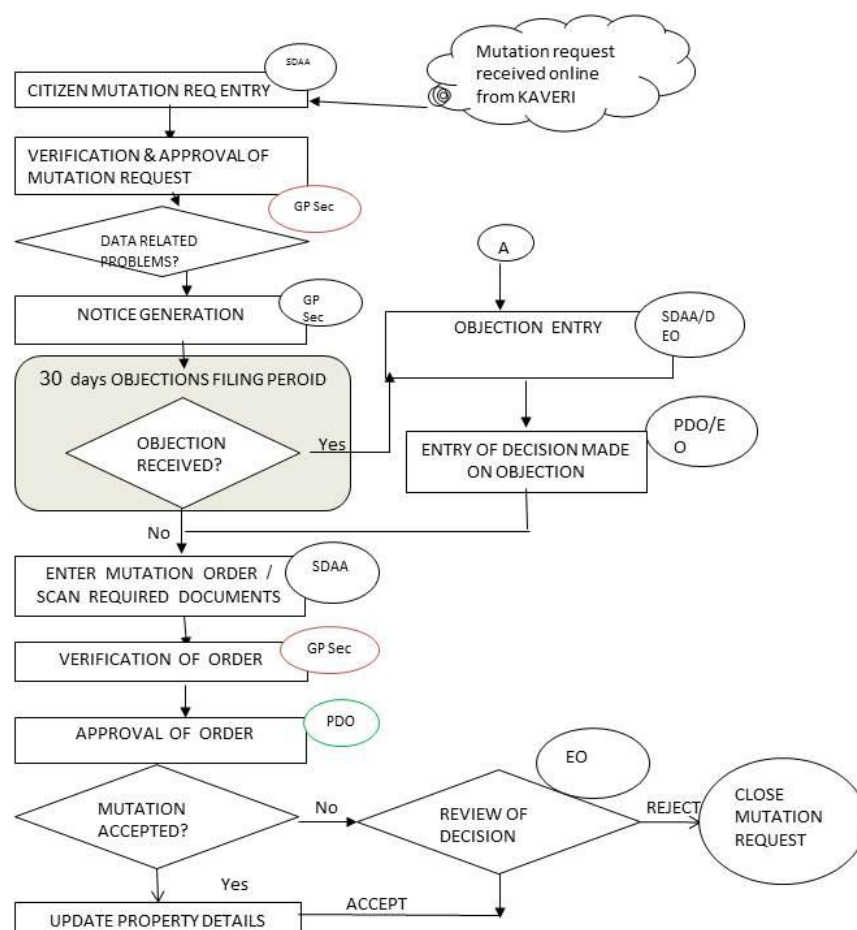 SDAA
Mutation request
received online
from KAVERI
CITIZEN MUTATION REQ ENTRY
VERIFICATION & APPROVAL OF
MUTATION REQUEST
GP Sec
DATA RELATED
PROBLEMS?
A
NOTICE GENERATION
GP
Sec
OBJECTION ENTRY
SDAA/D
EO
30 days OBJECTIONS FILING PEROID
OBJECTION
RECEIVED?
Yes
ENTRY OF DECISION MADE
ON OBJECTION
PDO/E
O
No
ENTER MUTATION ORDER /
SCAN REQUIRED DOCUMENTS
SDAA
VERIFICATION OF ORDER
GP Sec
APPROVAL OF ORDER
PDO
MUTATION
ACCEPTED?
No
REVIEW OF
DECISION
EO
REJECT
CLOSE
MUTATION
REQUEST
Yes
UPDATE PROPERTY DETAILS
ACCEPT